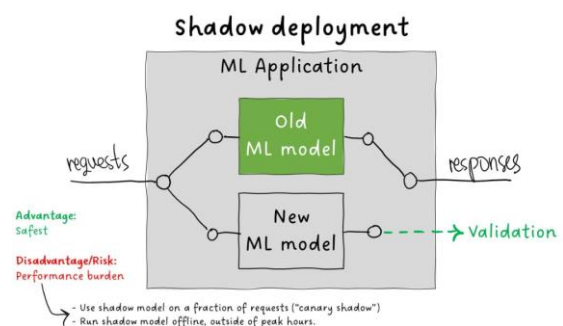 Shadow deployment
ML Application
Old
ML model
requests
responses
New
ML model
Validation
Advantage:
Safest
Disadvantage/Risk:
Performance burden
- Use shadow model on a fraction of requests ("canary shadow")
- Run shadow model offline, outside of peak hours.